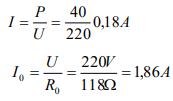 I = P/U = 40/220 0,18A
I₀ = U/R₀ = 220V/118Ω = 1,86A